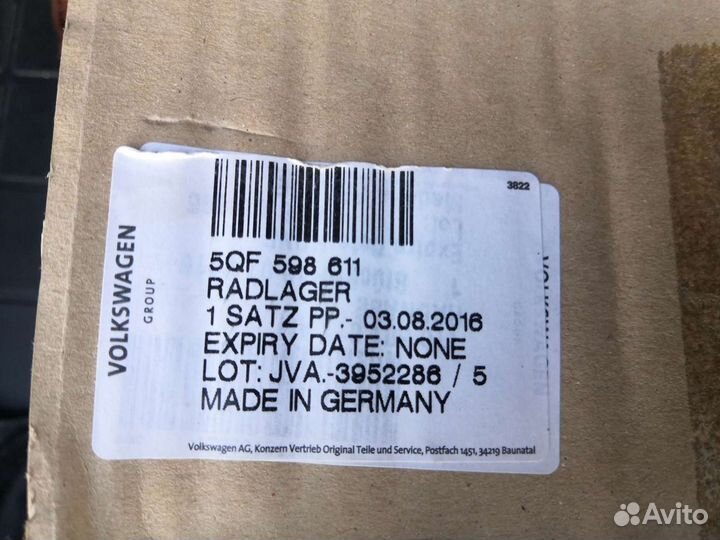 3822
VOLKSWAGEN
GROUP
5QF 598 611
RADLAGER
1 SATZ PP.- 03.08.2016
EXPIRY DATE: NONE
LOT: JVA.-3952286 / 5
MADE IN GERMANY
Volkswagen AG, Konzern Vertrieb Original Teile und Service, Postfach 1451, 34219 Baunatal
Avito